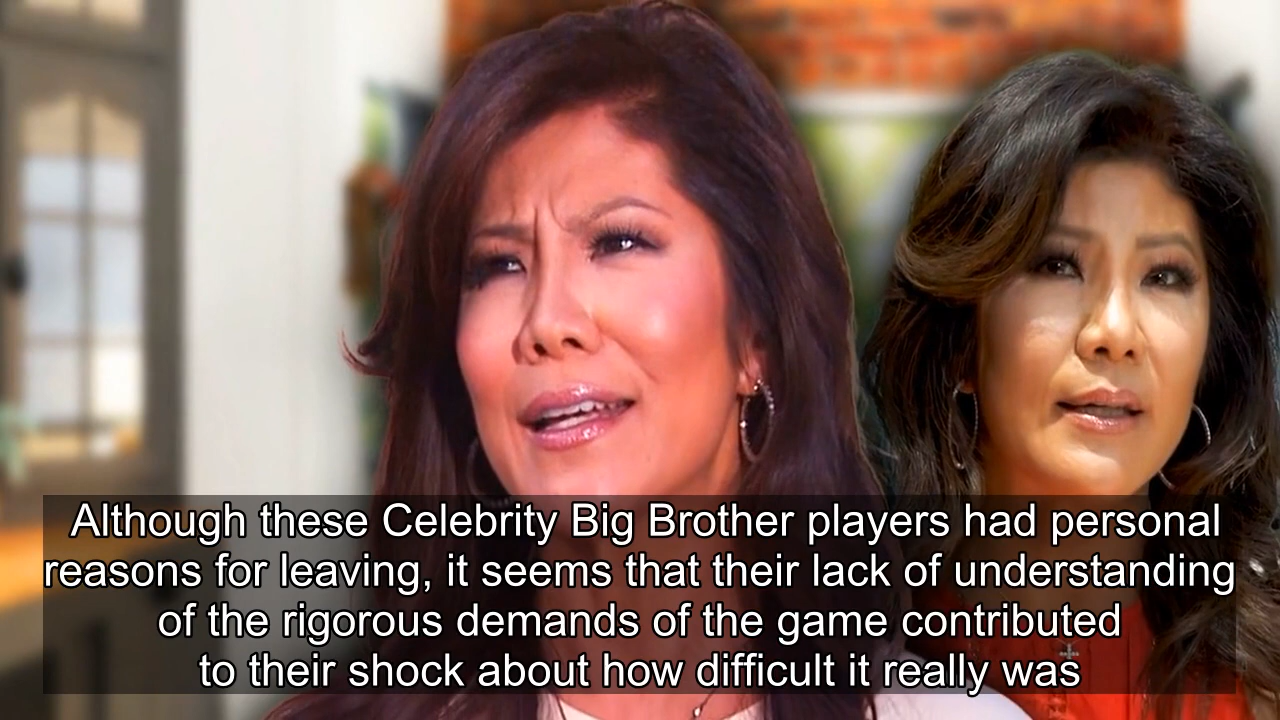 Although these Celebrity Big Brother players had personal
reasons for leaving, it seems that their lack of understanding
of the rigorous demands of the game contributed
to their shock about how difficult it really was